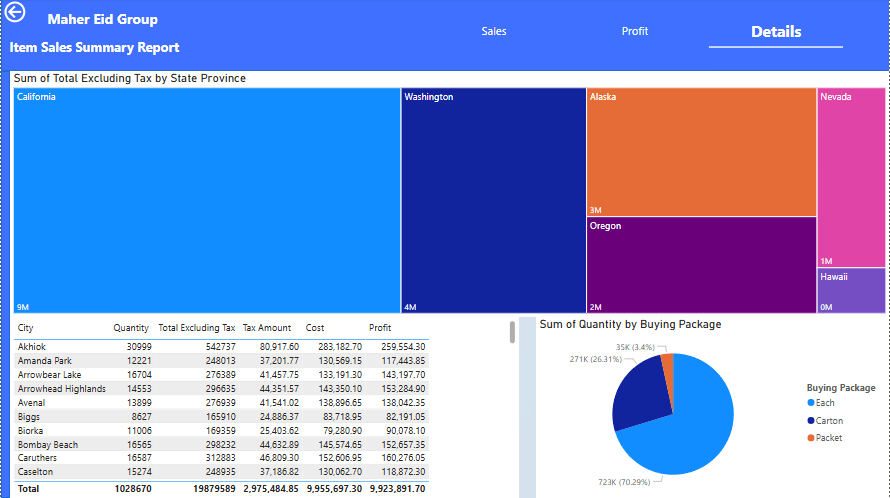 Maher Eid Group
Item Sales Summary Report
Sales Profit Details
Sum of Total Excluding Tax by State Province
California
9M
Washington
4M
Alaska
3M
Oregon
2M
Nevada
1M
Hawaii
0M
City Quantity Total Excluding Tax Tax Amount Cost Profit
Akhiok 30999 542737 80,917.60 283,182.70 259,554.30
Amanda Park 12221 248013 37,201.77 130,569.15 117,443.85
Arrowbear Lake 16704 276389 41,457.75 133,191.30 143,197.70
Arrowhead Highlands 14553 296635 44,351.57 143,350.10 153,284.90
Avenal 13899 276939 41,541.02 138,896.65 138,042.35
Biggs 8627 165910 24,886.37 83,718.95 82,191.05
Biorka 11006 169359 25,403.62 79,280.90 90,078.10
Bombay Beach 16565 298232 44,632.89 145,574.65 152,657.35
Caruthers 16587 312883 46,809.30 152,606.95 160,276.05
Caselton 15274 248935 37,186.82 130,062.70 118,872.30
Total 1028670 19879589 2,975,484.85 9,955,697.30 9,923,891.70
Sum of Quantity by Buying Package
35K (3.4%)
271K (26.31%)
723K (70.29%)
Buying Package
Each
Carton
Packet